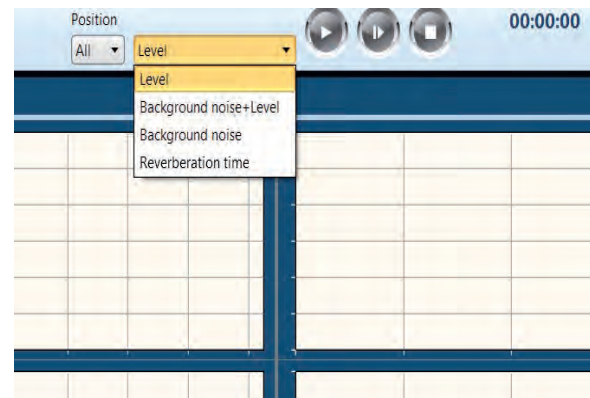 Position
All
Level
00:00:00
Level
Background noise+Level
Background noise
Reverberation time